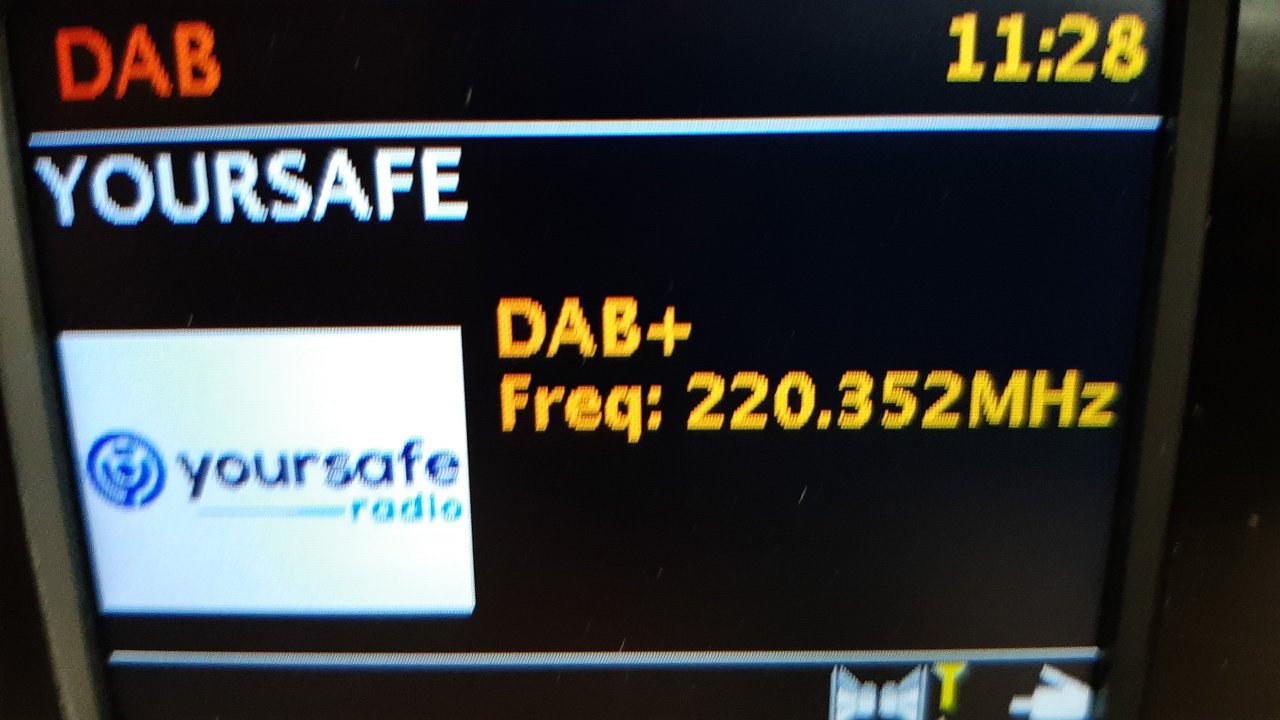 DAB 11:28
YOURSAFE
DAB+
Freq: 220.352MHz
yoursafe
radio